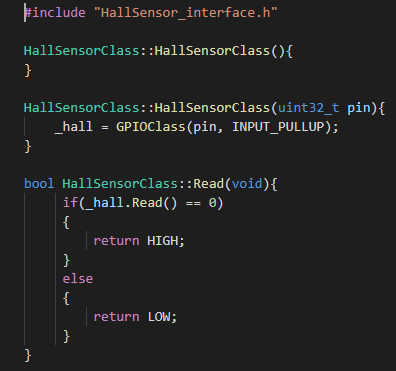 #include "HallSensor_interface.h"
HallSensorClass::HallSensorClass(){
}
HallSensorClass::HallSensorClass(uint32_t pin){
    _hall = GPIOClass(pin, INPUT_PULLUP);
}
bool HallSensorClass::Read(void){
    if(_hall.Read() == 0)
    {
        return HIGH;
    }
    else
    {
        return LOW;
    }
}